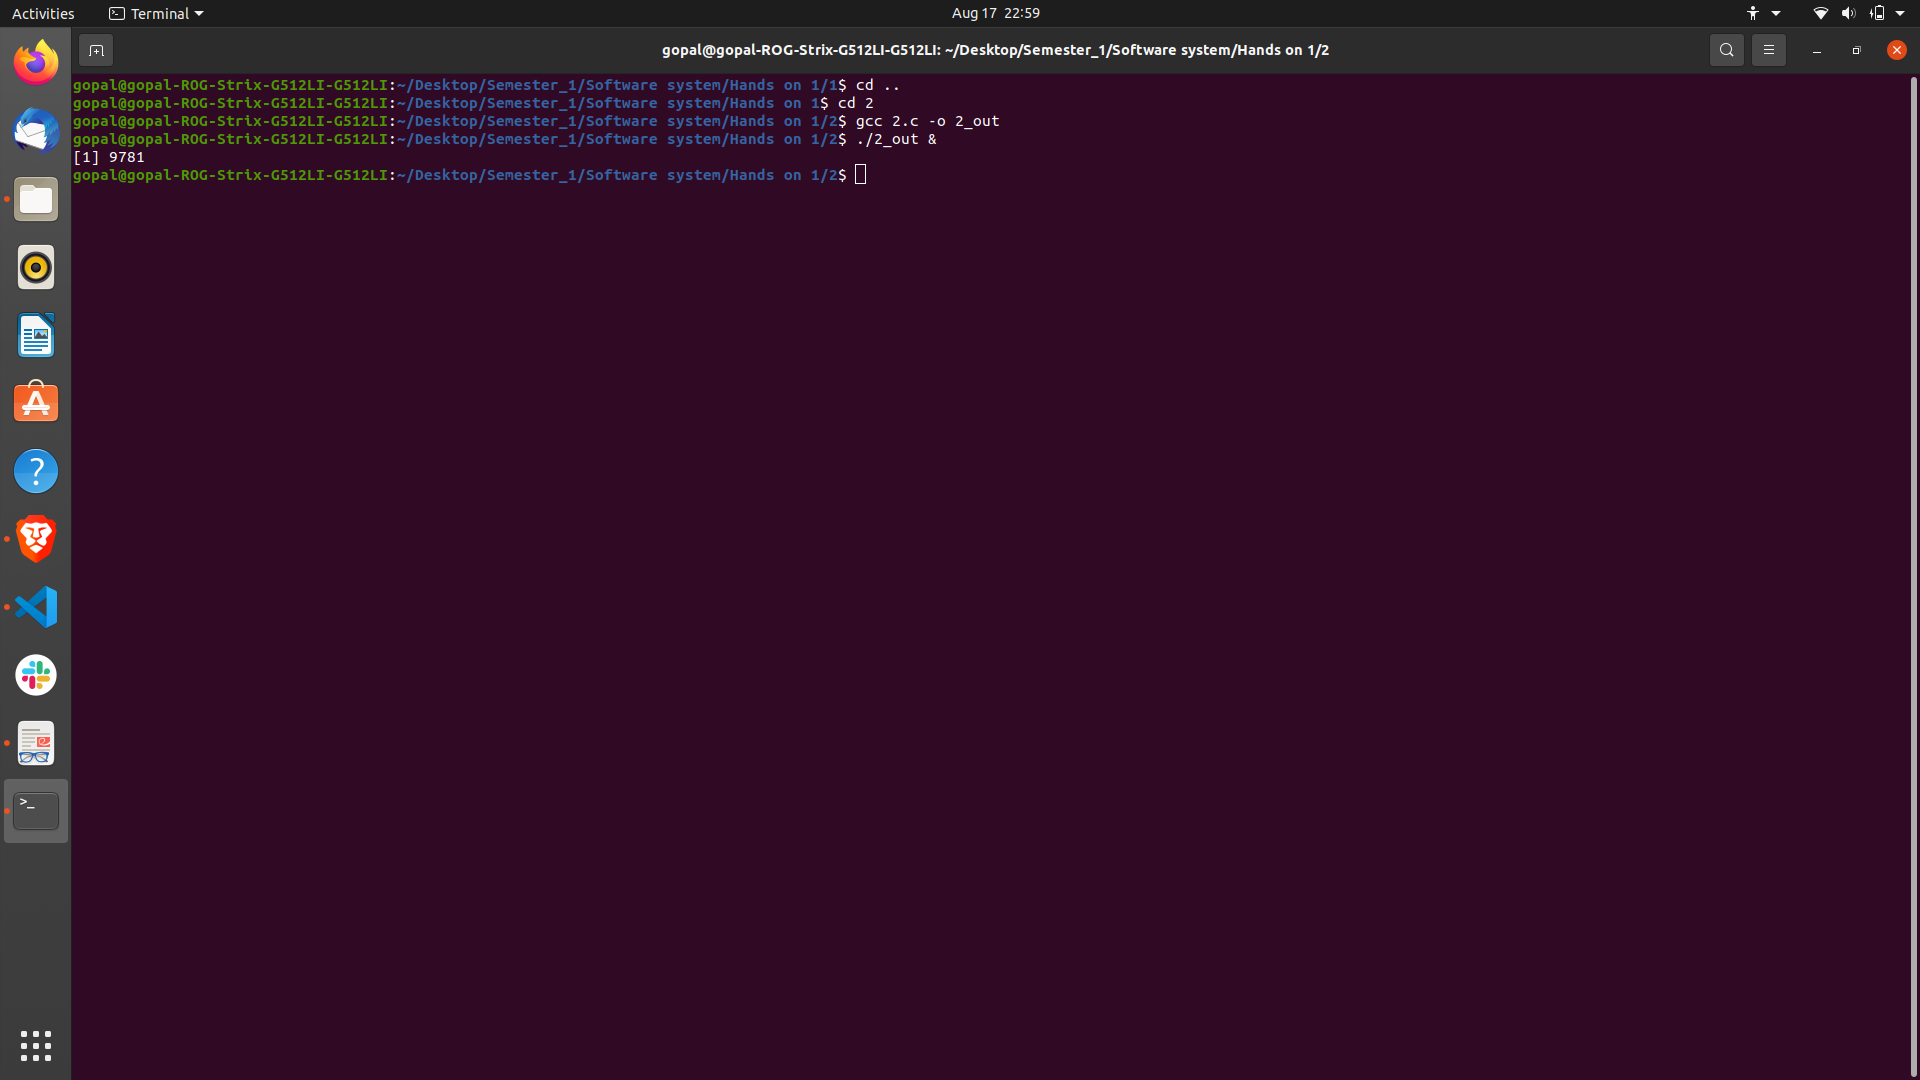 Activities
Terminal
Aug 17 22:59
gopal@gopal-ROG-Strix-G512LI-G512LI: ~/Desktop/Semester_1/Software system/Hands on 1/2
gopal@gopal-ROG-Strix-G512LI-G512LI:~/Desktop/Semester_1/Software system/Hands on 1/1$ cd ..
gopal@gopal-ROG-Strix-G512LI-G512LI:~/Desktop/Semester_1/Software system/Hands on 1$ cd 2
gopal@gopal-ROG-Strix-G512LI-G512LI:~/Desktop/Semester_1/Software system/Hands on 1/2$ gcc 2.c -o 2_out
gopal@gopal-ROG-Strix-G512LI-G512LI:~/Desktop/Semester_1/Software system/Hands on 1/2$ ./2_out &
[1] 9781
gopal@gopal-ROG-Strix-G512LI-G512LI:~/Desktop/Semester_1/Software system/Hands on 1/2$